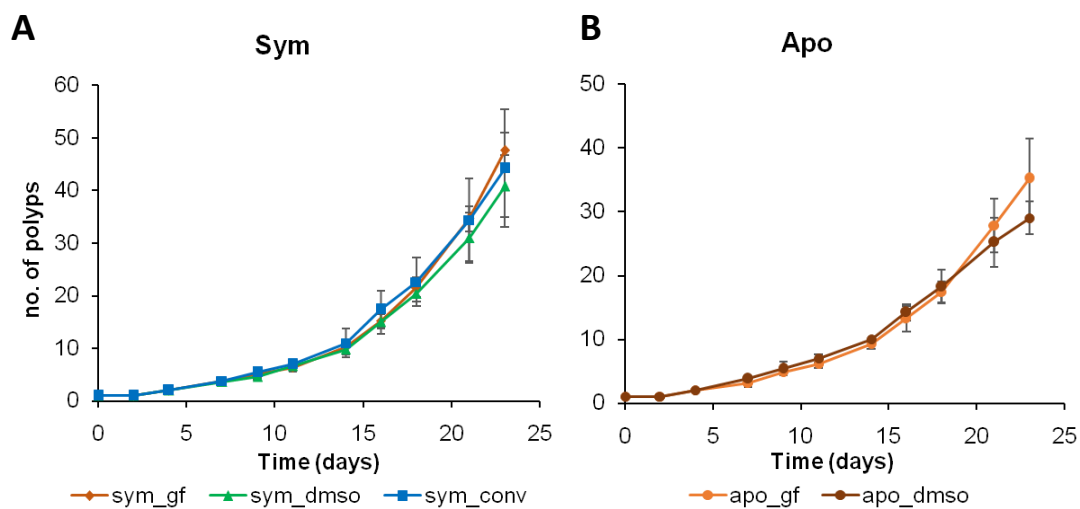 A
Sym
60
50
40
30
20
10
0
no. of polyps
0 5 10 15 20 25
Time (days)
sym_gf sym_dmso sym_conv
B
Apo
50
40
30
20
10
0
0 5 10 15 20 25
Time (days)
apo_gf apo_dmso